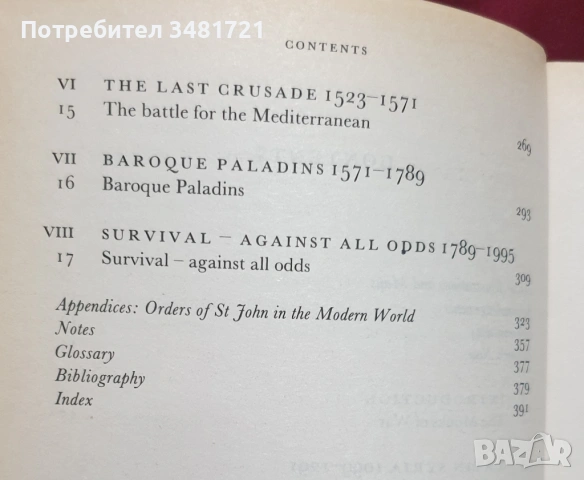 Потребител 3481721
CONTENTS
VI THE LAST CRUSADE 1523–1571
15 The battle for the Mediterranean 269
VII BAROQUE PALADINS 1571–1789
16 Baroque Paladins 293
VIII SURVIVAL – AGAINST ALL ODDS 1789–1995
17 Survival – against all odds 309
Appendices: Orders of St John in the Modern World 323
Notes 357
Glossary 377
Bibliography 379
Index 391
BAZAR